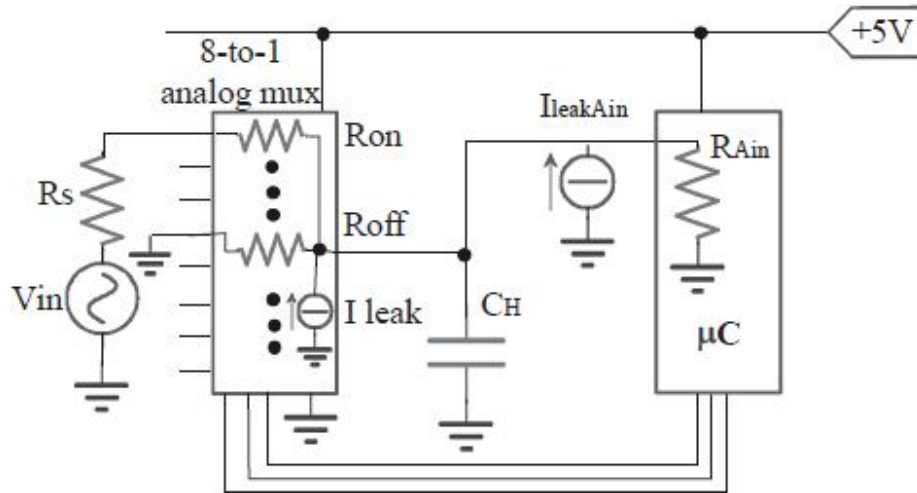 +5V
8-to-1
analog mux
IleakAin
Ron
RAin
Rs
Roff
Vin
I leak
CH
μC